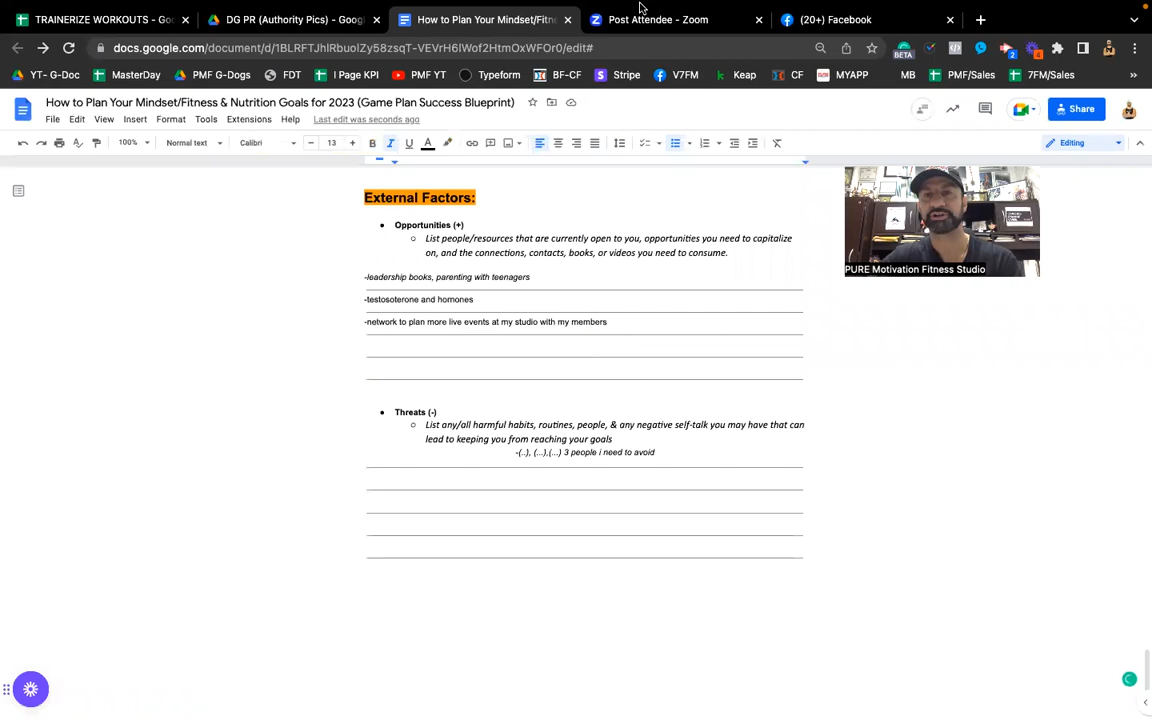 TRAINERIZE WORKOUTS - Goo
DG PR (Authority Pics) - Googl
How to Plan Your Mindset/Fitne
Post Attendee - Zoom
(20+) Facebook
docs.google.com/document/d/1BLRFTJhlRbuolZy58zsqT-VEVrH6IWof2HtmOxWFOr0/edit#
BETA
2
4
YT- G-Doc
MasterDay
PMF G-Dogs
FDT
I Page KPI
PMF YT
Typeform
BF-CF
Stripe
V7FM
Keap
CF
MYAPP
MB
PMF/Sales
7FM/Sales
»
How to Plan Your Mindset/Fitness & Nutrition Goals for 2023 (Game Plan Success Blueprint)
File Edit View Insert Format Tools Extensions Help Last edit was seconds ago
Share
100% Normal text Calibri 13 Editing
External Factors:
Opportunities (+)
List people/resources that are currently open to you, opportunities you need to capitalize
on, and the connections, contacts, books, or videos you need to consume.
-leadership books, parenting with teenagers
-testosoterone and homones
-network to plan more live events at my studio with my members
Threats (-)
List any/all harmful habits, routines, people, & any negative self-talk you may have that can
lead to keeping you from reaching your goals
-(..), (...),(...) 3 people i need to avoid
PURE Motivation Fitness Studio